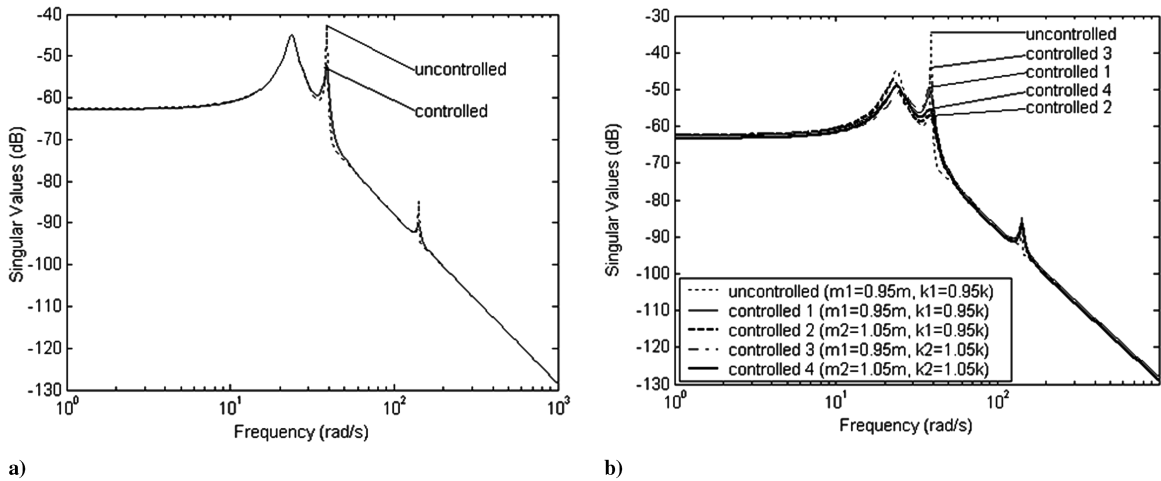 -40
-50
-60
-70
-80
-90
-100
-110
-120
-130
Singular Values (dB)
uncontrolled
controlled
10^0
10^1
10^2
10^3
Frequency (rad/s)
a)
-30
-40
-50
-60
-70
-80
-90
-100
-110
-120
-130
Singular Values (dB)
uncontrolled
controlled 3
controlled 1
controlled 4
controlled 2
uncontrolled (m1=0.95m, k1=0.95k)
controlled 1 (m1=0.95m, k1=0.95k)
controlled 2 (m2=1.05m, k1=0.95k)
controlled 3 (m1=0.95m, k2=1.05k)
controlled 4 (m2=1.05m, k2=1.05k)
10^0
10^1
10^2
Frequency (rad/s)
b)